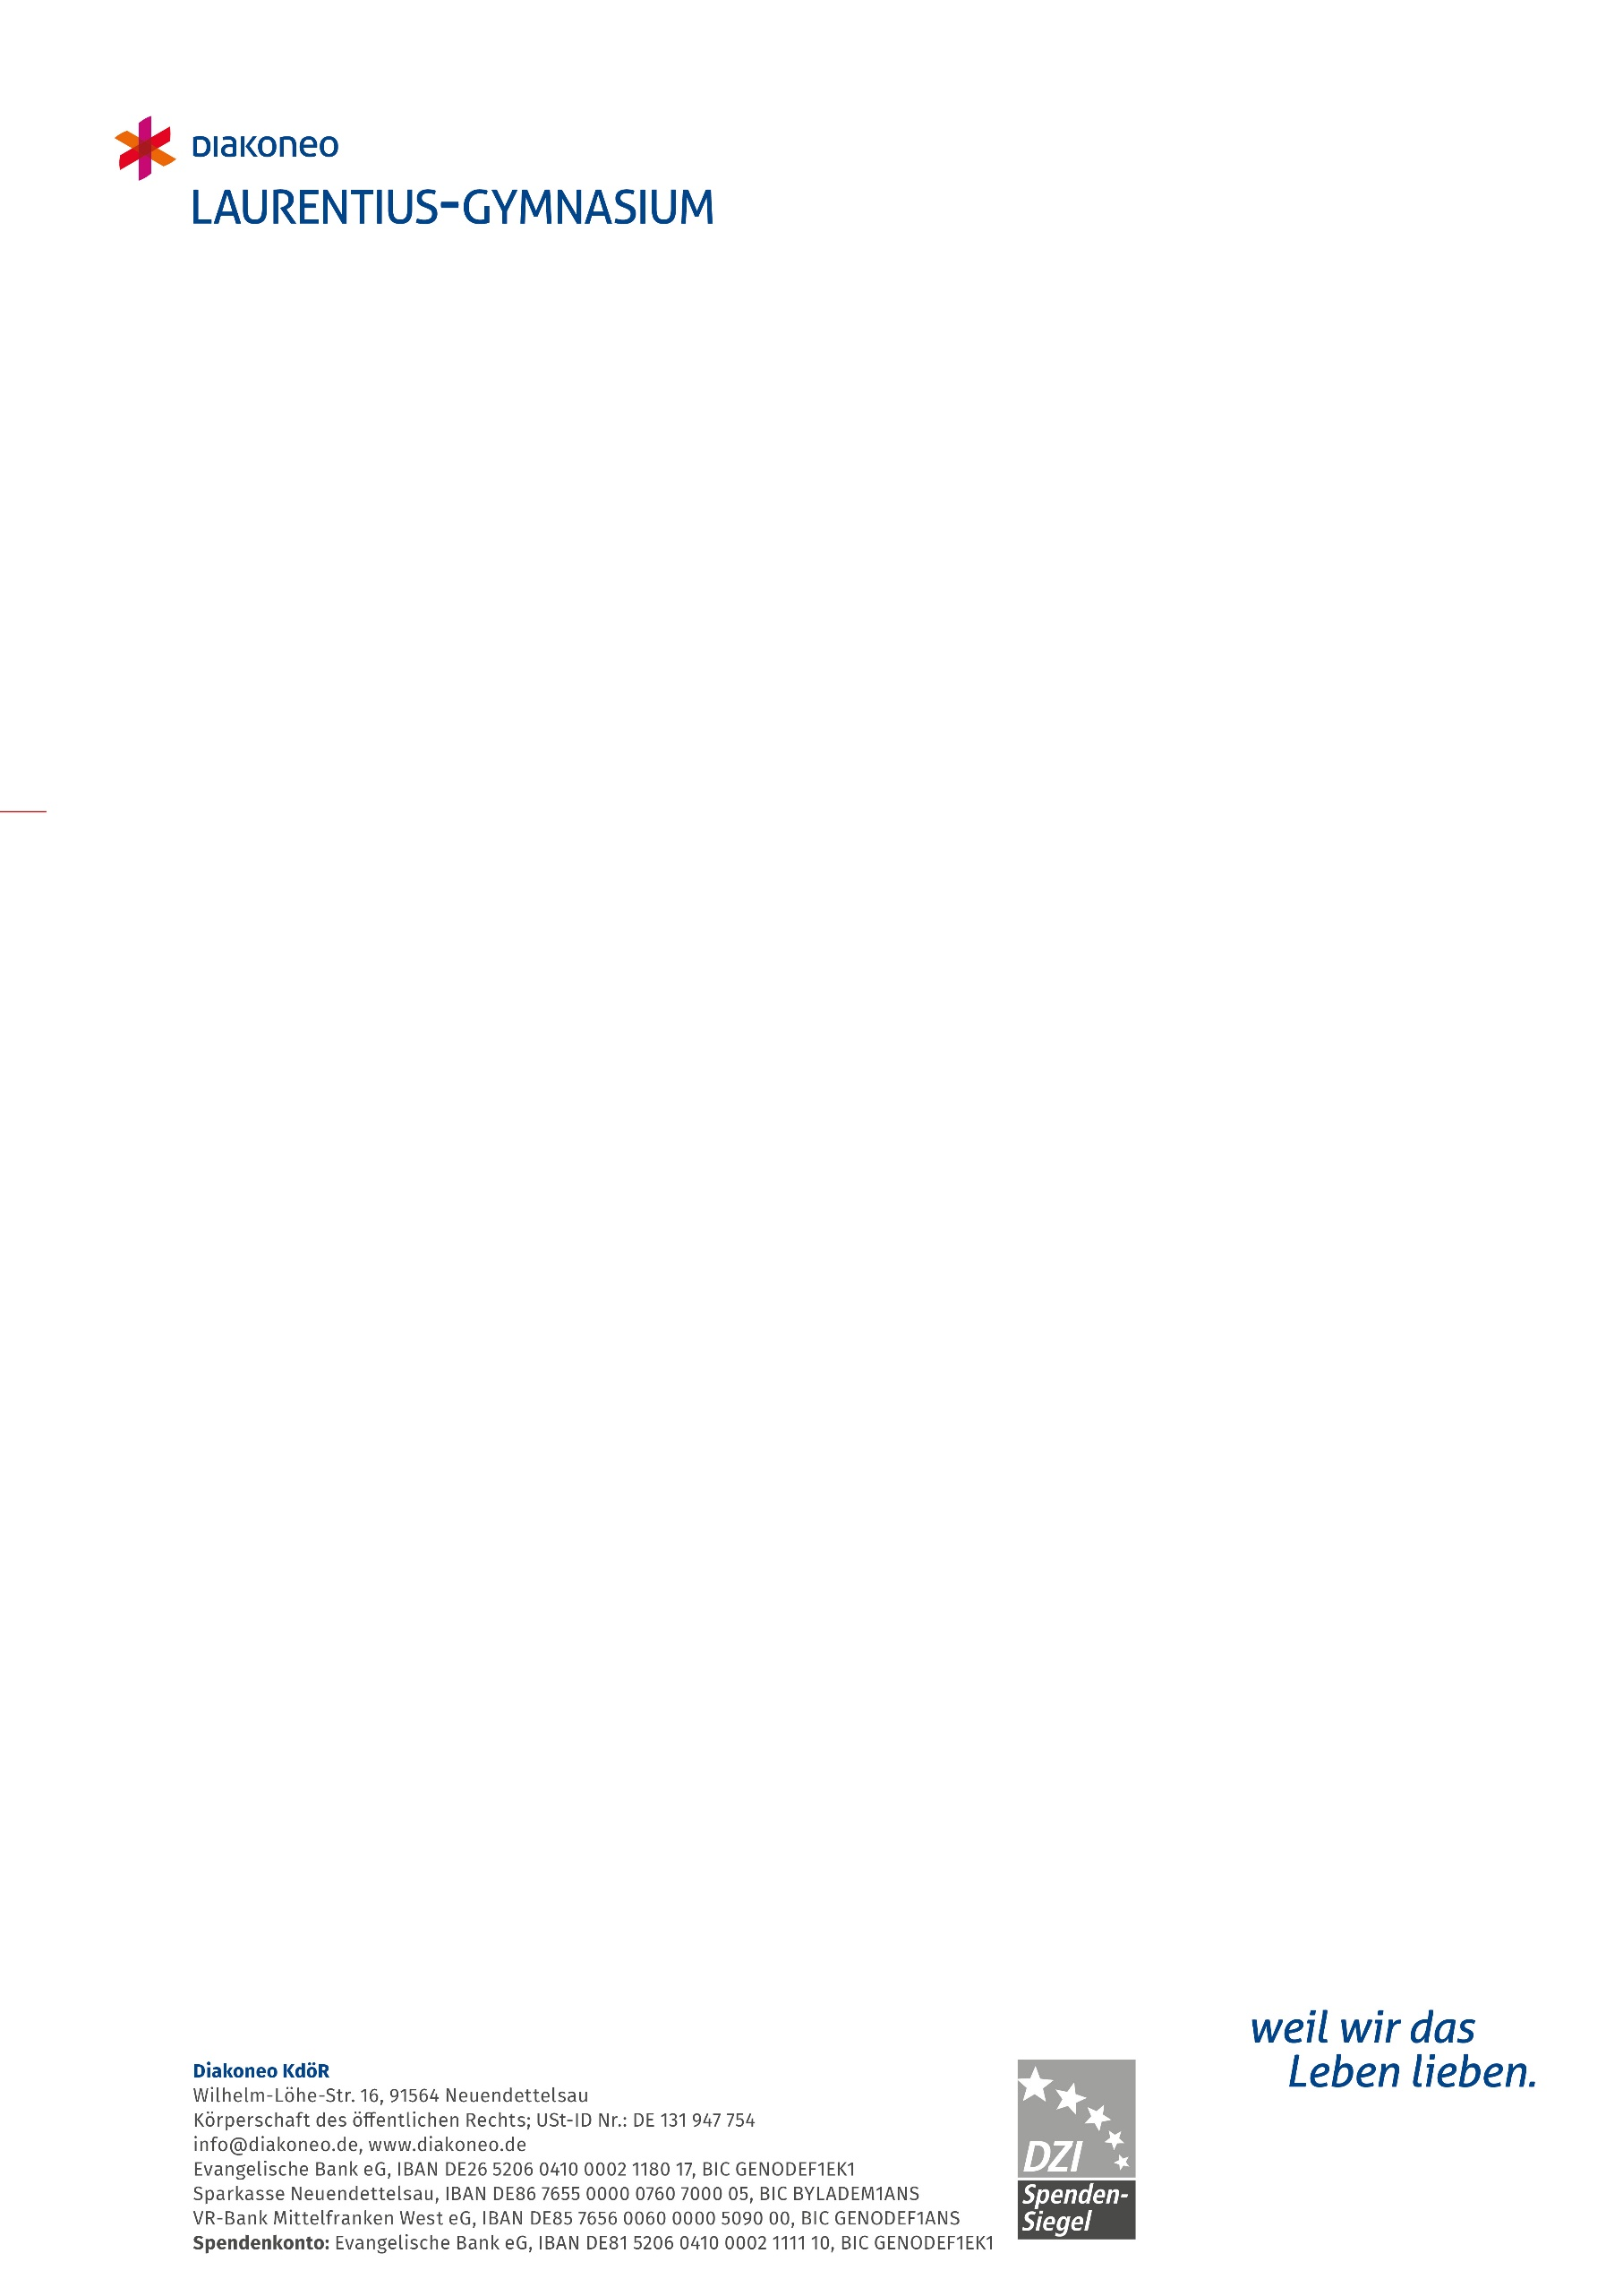 Diakoneo
LAURENTIUS-GYMNASIUM
weil wir das
Leben lieben.
Diakoneo KdöR
Wilhelm-Löhe-Str. 16, 91564 Neuendettelsau
Körperschaft des öffentlichen Rechts; USt-ID Nr.: DE 131 947 754
info@diakoneo.de, www.diakoneo.de
Evangelische Bank eG, IBAN DE26 5206 0410 0002 1180 17, BIC GENODEF1EK1
Sparkasse Neuendettelsau, IBAN DE86 7655 0000 0760 7000 05, BIC BYLADEM1ANS
VR-Bank Mittelfranken West eG, IBAN DE85 7656 0060 0000 5090 00, BIC GENODEF1ANS
Spendenkonto: Evangelische Bank eG, IBAN DE81 5206 0410 0002 1111 10, BIC GENODEF1EK1
DZI
Spenden-
Siegel